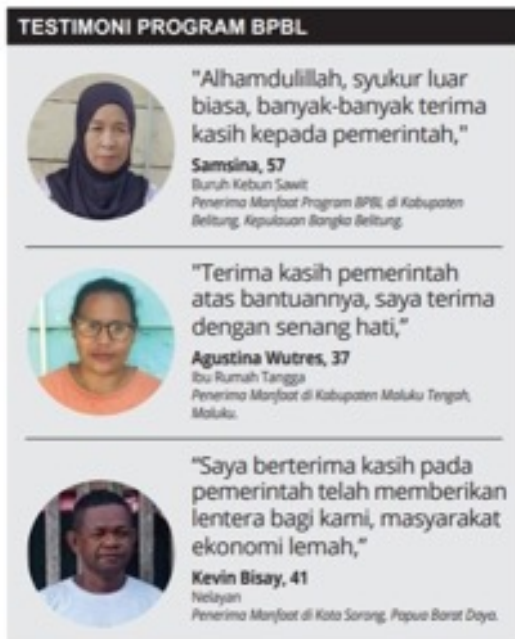 TESTIMONI PROGRAM BPBL
"Alhamdulillah, syukur luar
biasa, banyak-banyak terima
kasih kepada pemerintah,"
Samsina, 57
Buruh Kebun Sawit
Penerima Manfaat Program BPBL di Kabupaten
Belitung, Kepulauan Bangka Belitung.
"Terima kasih pemerintah
atas bantuannya, saya terima
dengan senang hati,"
Agustina Wutres, 37
Ibu Rumah Tangga
Penerima Manfaat di Kabupaten Maluku Tengah,
Maluku.
"Saya berterima kasih pada
pemerintah telah memberikan
lentera bagi kami, masyarakat
ekonomi lemah,"
Kevin Bisay, 41
Nelayan
Penerima Manfaat di Kota Sorong, Papua Barat Daya.